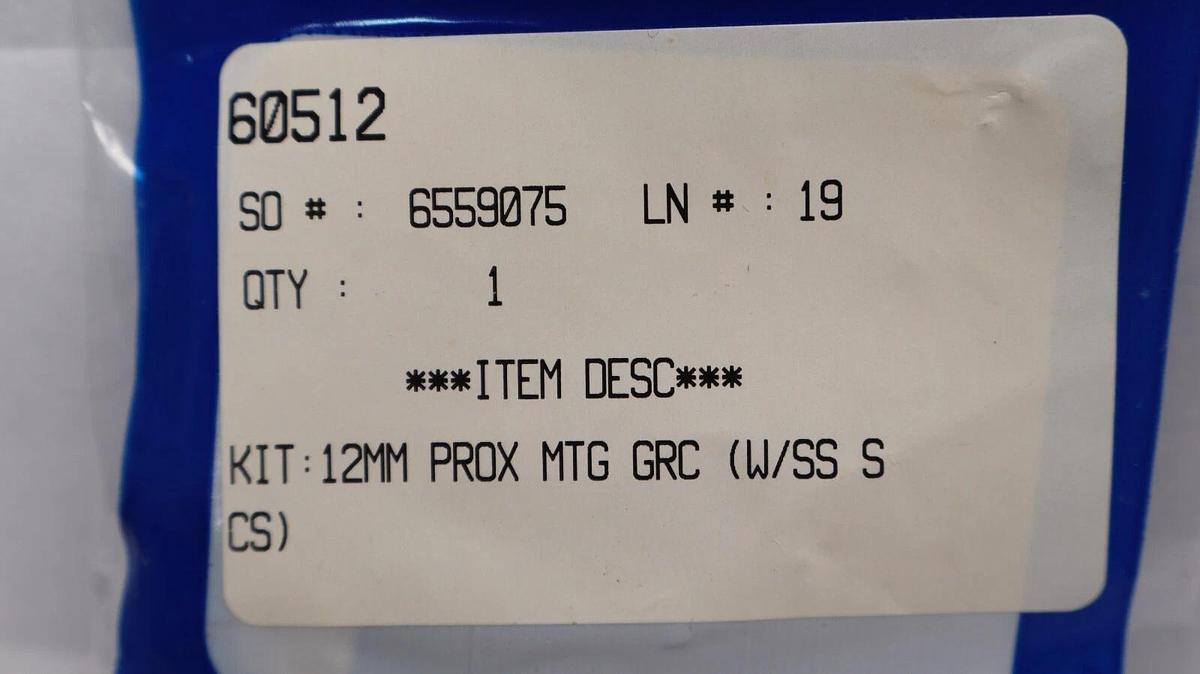 60512
SO # : 6559075 LN # : 19
QTY : 1
***ITEM DESC***
KIT:12MM PROX MTG GRC (W/SS S
CS)